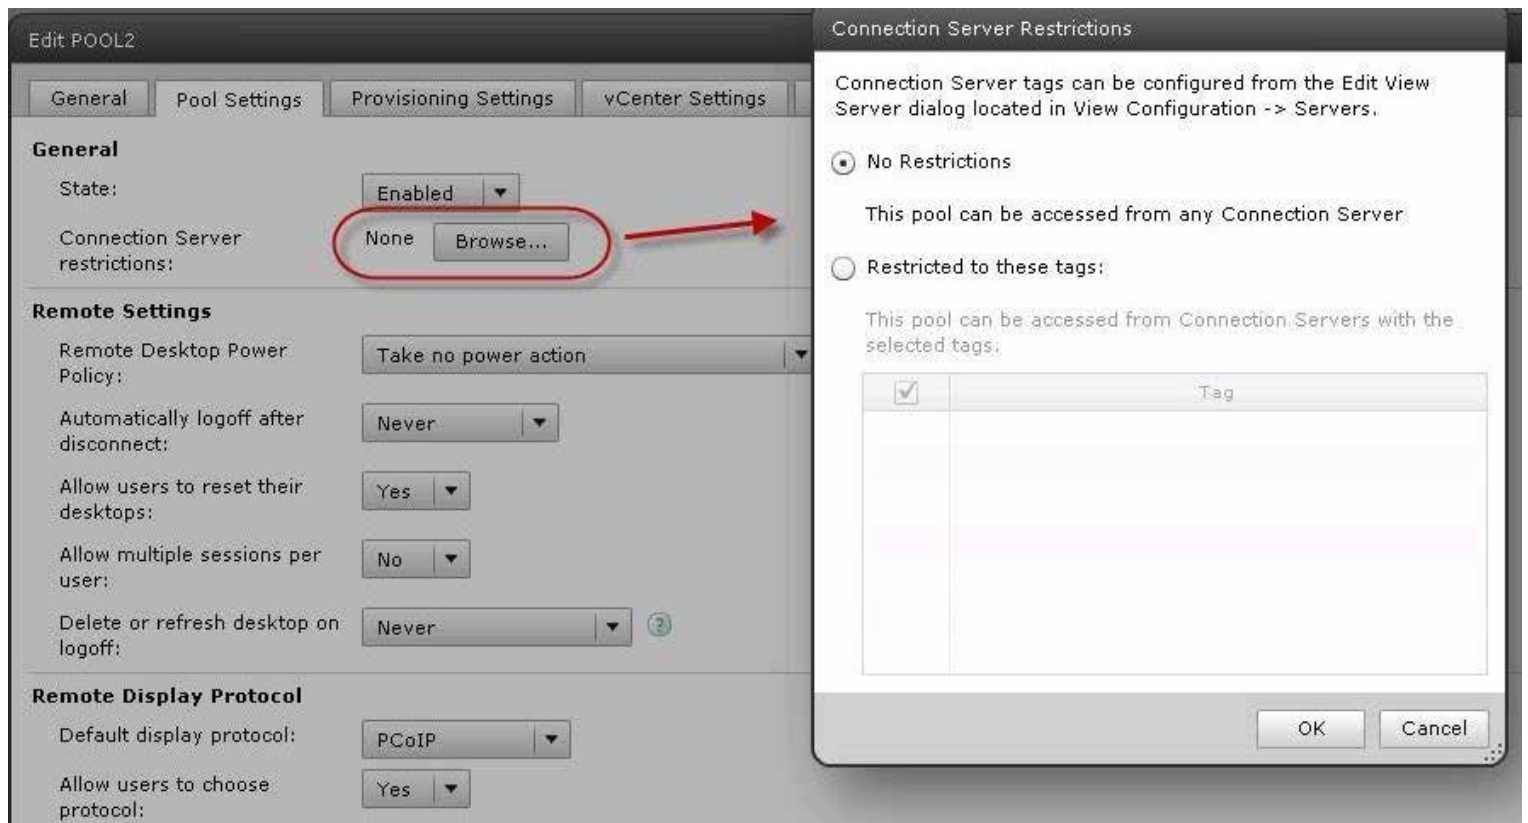 Edit POOL2
General
Pool Settings
Provisioning Settings
vCenter Settings
General
State:
Enabled
Connection Server
restrictions:
None
Browse...
Remote Settings
Remote Desktop Power
Policy:
Take no power action
Automatically logoff after
disconnect:
Never
Allow users to reset their
desktops:
Yes
Allow multiple sessions per
user:
No
Delete or refresh desktop on
logoff:
Never
?
Remote Display Protocol
Default display protocol:
PCoIP
Allow users to choose
protocol:
Yes
Connection Server Restrictions
Connection Server tags can be configured from the Edit View
Server dialog located in View Configuration -> Servers.
No Restrictions
This pool can be accessed from any Connection Server
Restricted to these tags:
This pool can be accessed from Connection Servers with the
selected tags.
Tag
OK
Cancel